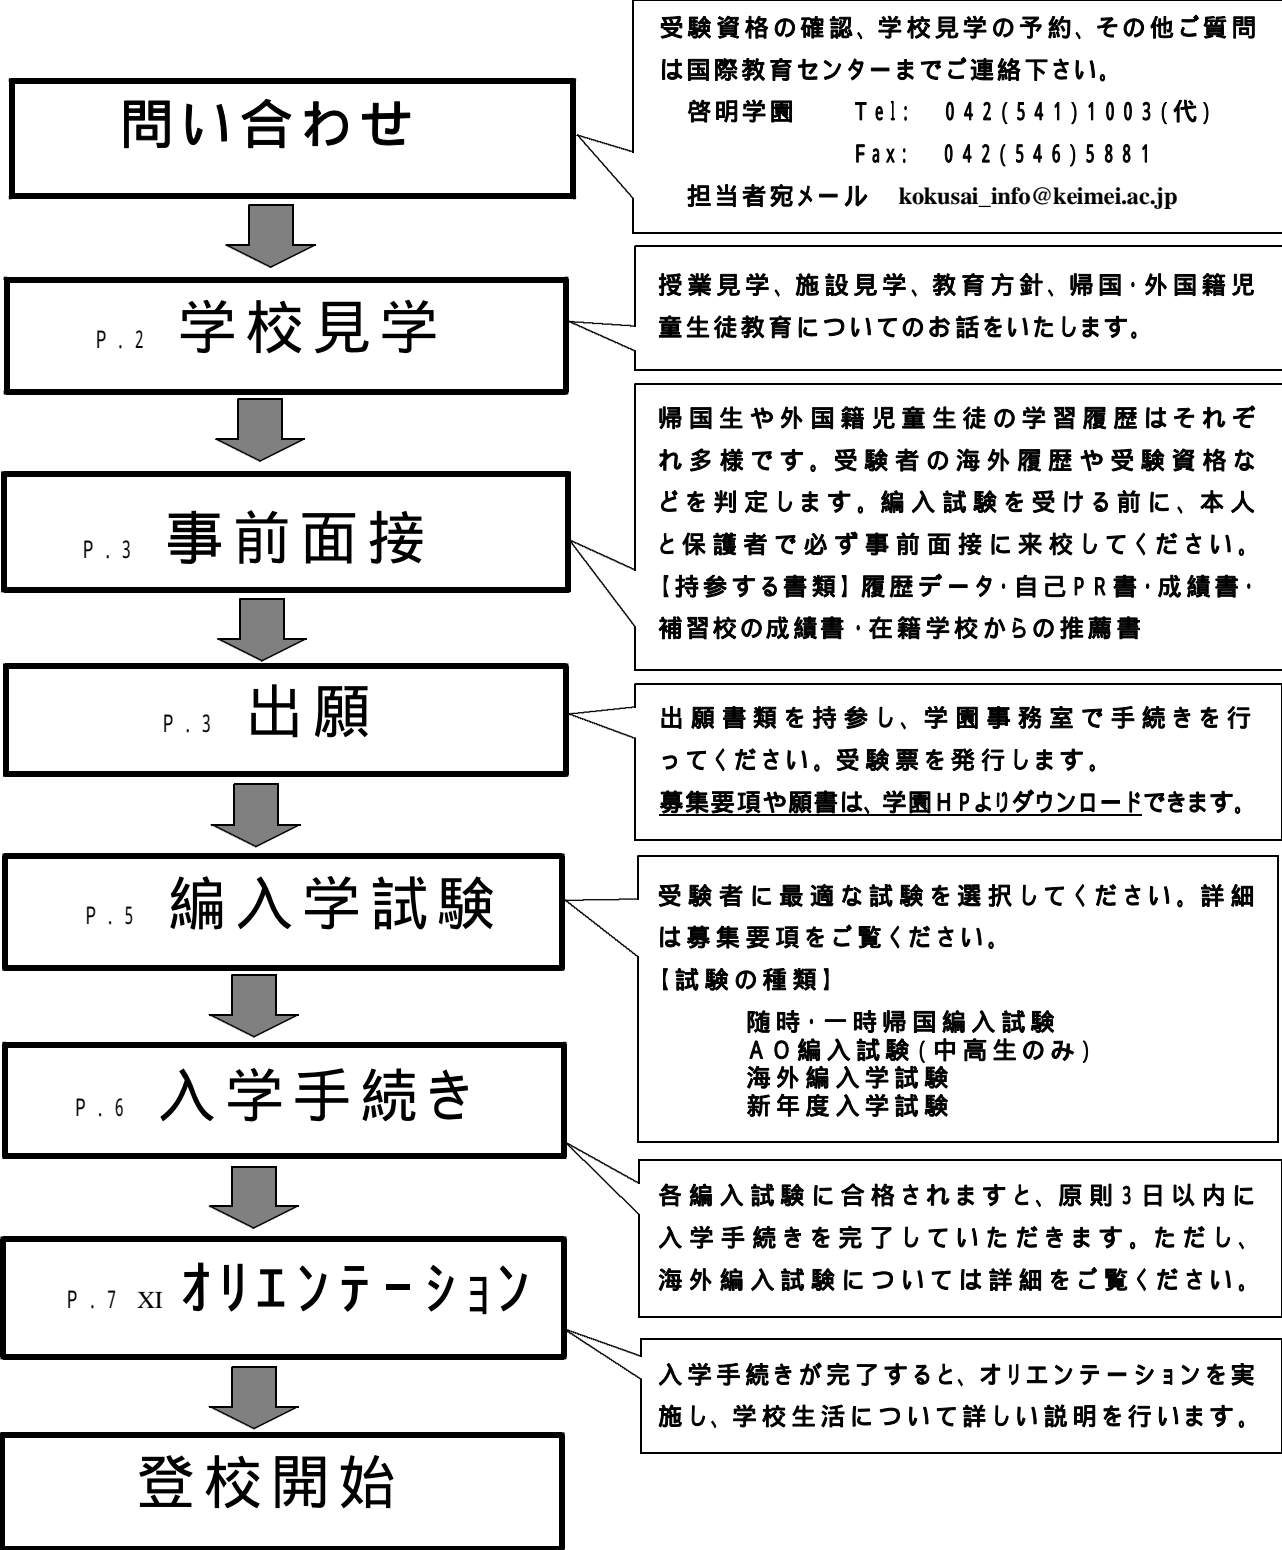 問い合わせ
受験資格の確認、学校見学の予約、その他ご質問
は国際教育センターまでご連絡下さい。
啓明学園 Tel: 042(541)1003(代)
Fax: 042(546)5881
担当者宛メール kokusai_info@keimei.ac.jp
P.2 学校見学
授業見学、施設見学、教育方針、帰国・外国籍児
童生徒教育についてのお話をいたします。
P.3 事前面接
帰国生や外国籍児童生徒の学習履歴はそれぞ
れ多様です。受験者の海外履歴や受験資格な
どを判定します。編入試験を受ける前に、本人
と保護者で必ず事前面接に来校してください。
【持参する書類】履歴データ・自己PR書・成績書・
補習校の成績書・在籍学校からの推薦書
P.3 出願
出願書類を持参し、学園事務室で手続きを行
ってください。受験票を発行します。
募集要項や願書は、学園HPよりダウンロードできます。
P.5 編入学試験
受験者に最適な試験を選択してください。詳細
は募集要項をご覧ください。
【試験の種類】
随時・一時帰国編入試験
AO編入試験(中高生のみ)
海外編入学試験
新年度入学試験
P.6 入学手続き
各編入試験に合格されますと、原則3日以内に
入学手続きを完了していただきます。ただし、
海外編入試験については詳細をご覧ください。
P.7 XI オリエンテーション
入学手続きが完了すると、オリエンテーションを実
施し、学校生活について詳しい説明を行います。
登校開始